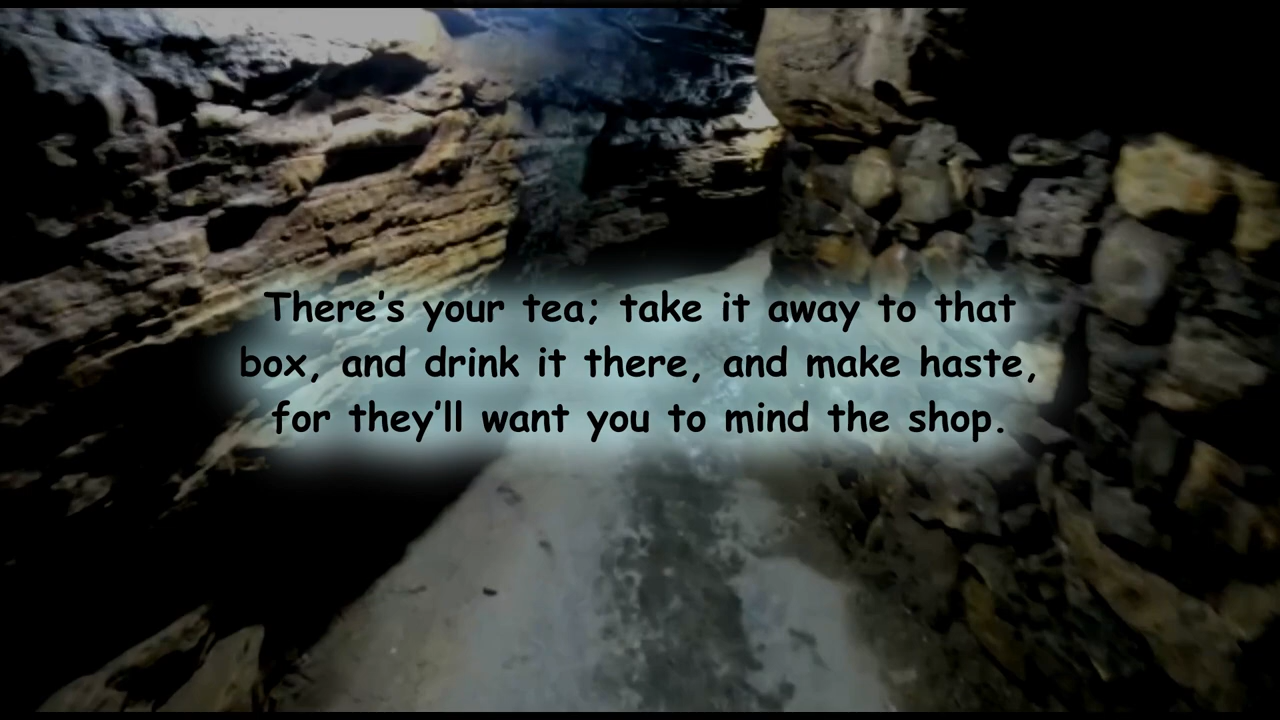 There's your tea; take it away to that
box, and drink it there, and make haste,
for they'll want you to mind the shop.